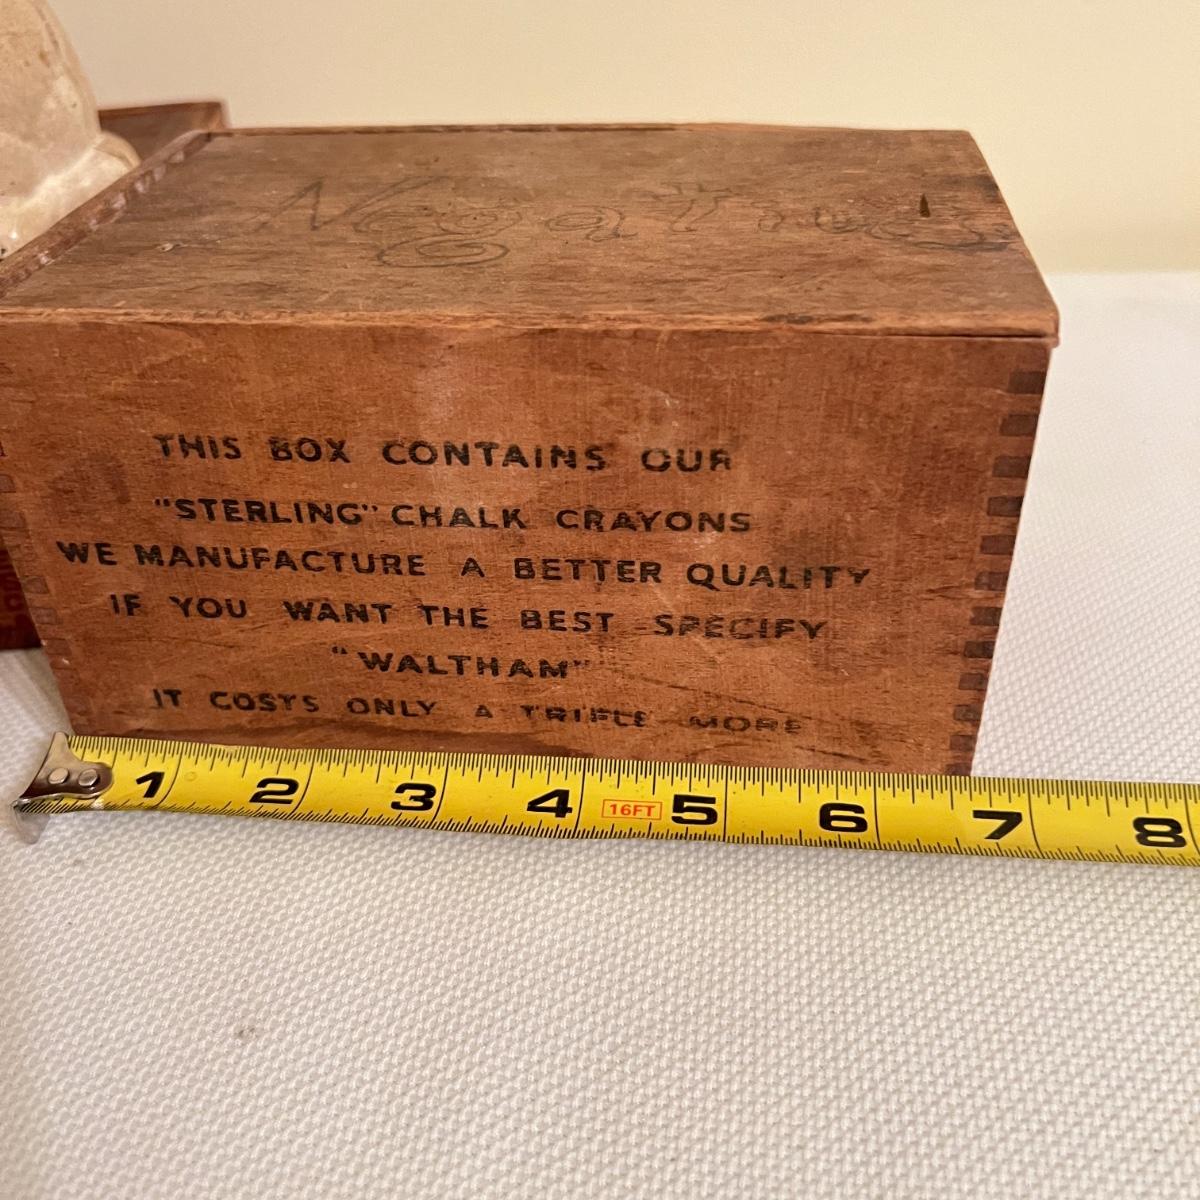 Negatives
THIS BOX CONTAINS OUR
"STERLING" CHALK CRAYONS
WE MANUFACTURE A BETTER QUALITY
IF YOU WANT THE BEST SPECIFY
"WALTHAM"
IT COSTS ONLY A TRIFLE MORE
1 2 3 4 16FT 5 6 7 8